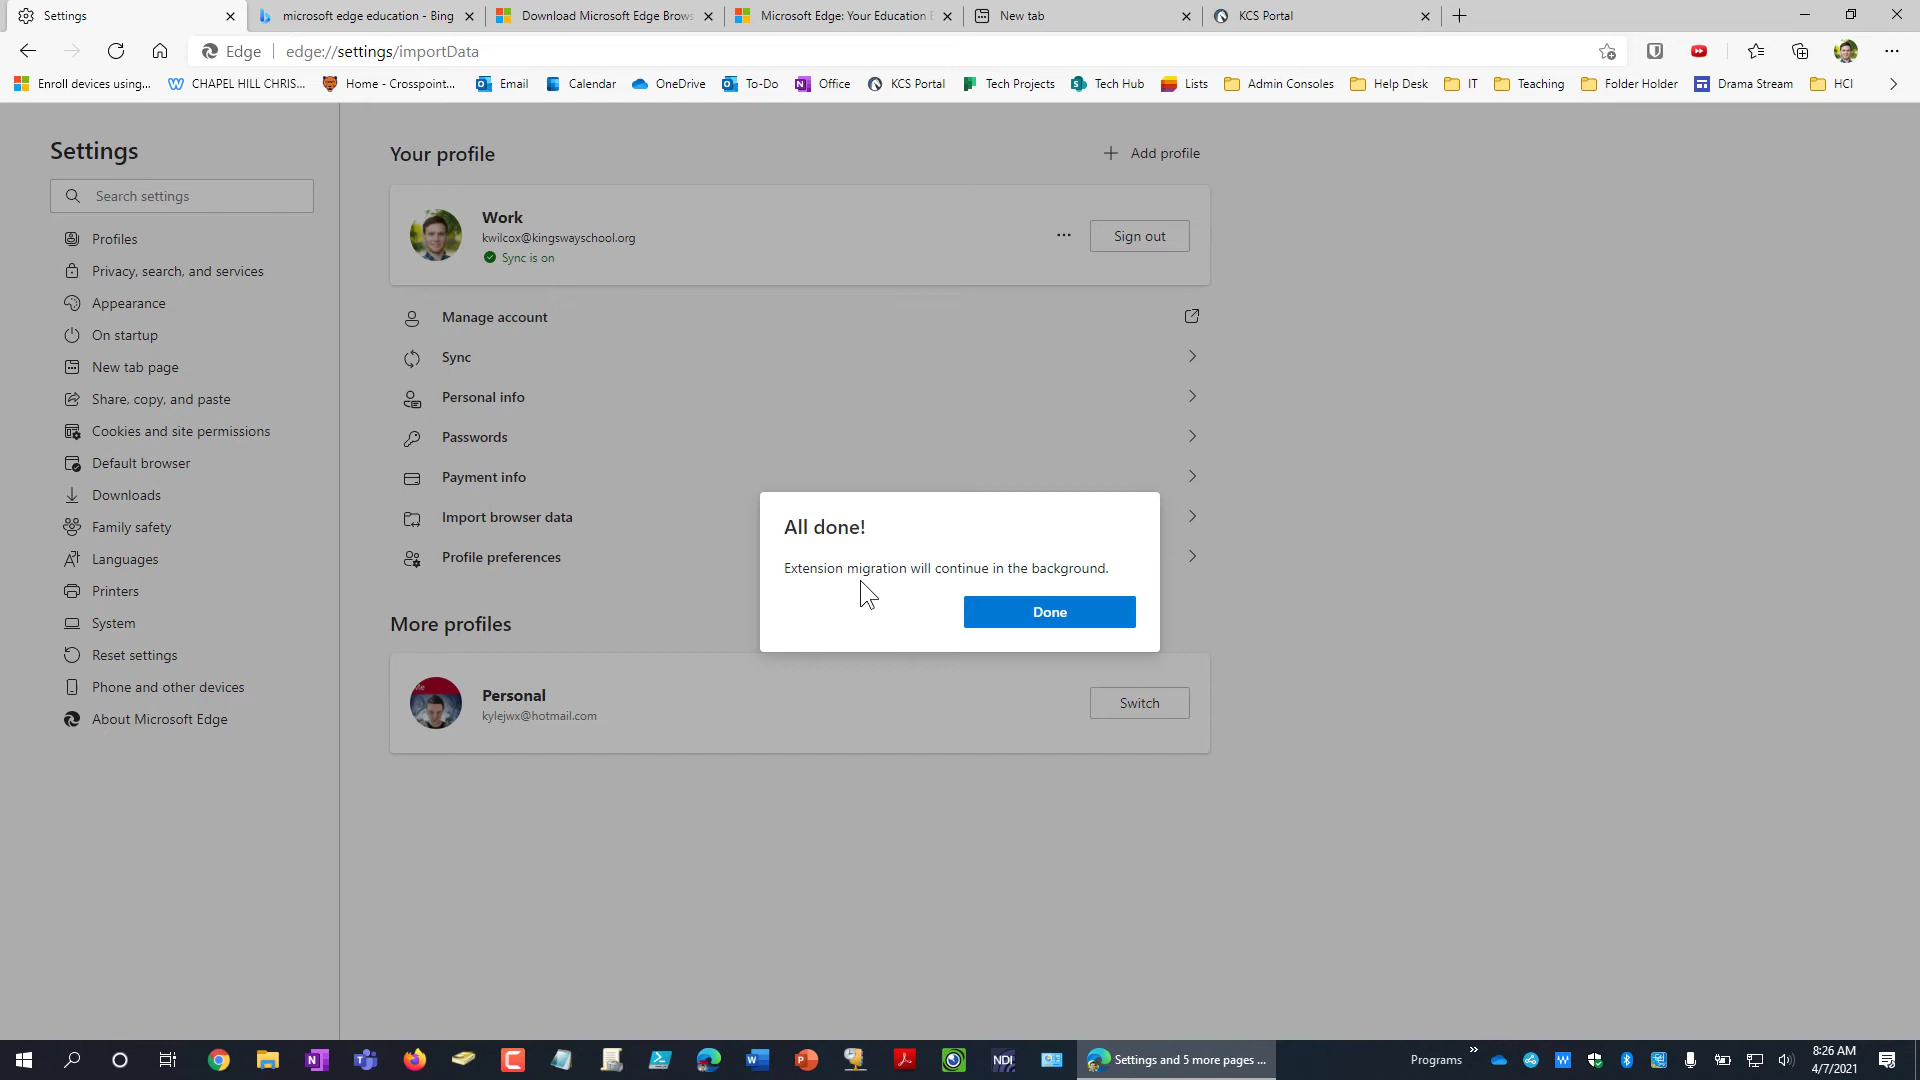 Settings
microsoft edge education - Bing
Download Microsoft Edge Brows
Microsoft Edge: Your Education E
New tab
KCS Portal
Edge
edge://settings/importData
Enroll devices using...
CHAPEL HILL CHRIS...
Home - Crosspoint...
Email
Calendar
OneDrive
To-Do
Office
KCS Portal
Tech Projects
Tech Hub
Lists
Admin Consoles
Help Desk
IT
Teaching
Folder Holder
Drama Stream
HCI
Settings
Search settings
Profiles
Privacy, search, and services
Appearance
On startup
New tab page
Share, copy, and paste
Cookies and site permissions
Default browser
Downloads
Family safety
Languages
Printers
System
Reset settings
Phone and other devices
About Microsoft Edge
Your profile
Add profile
Work
kwilcox@kingswayschool.org
Sync is on
Sign out
Manage account
Sync
Personal info
Passwords
Payment info
Import browser data
Profile preferences
All done!
Extension migration will continue in the background.
Done
More profiles
Personal
kylejwx@hotmail.com
Switch
NDI
Settings and 5 more pages ...
Programs
8:26 AM
4/7/2021